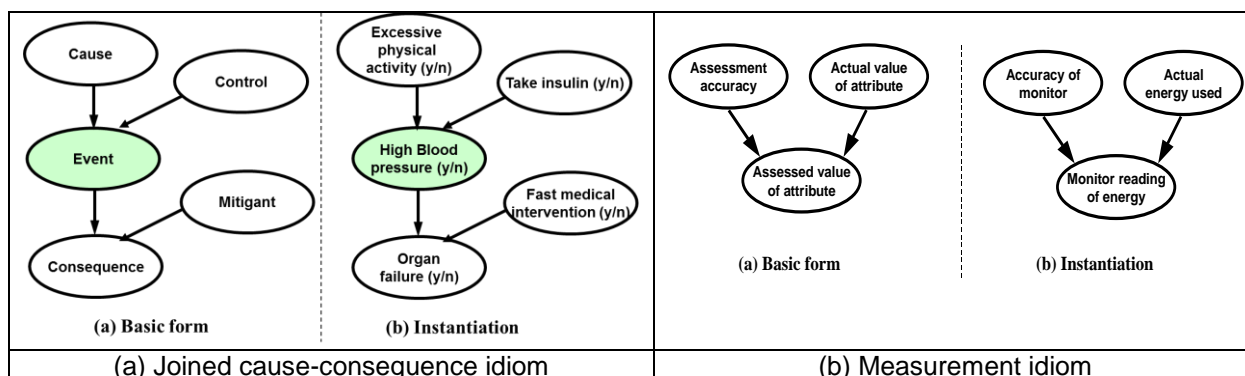 Cause
Control
Event
Mitigant
Consequence
(a) Basic form
Excessive
physical
activity (y/n)
Take insulin (y/n)
High Blood
pressure (y/n)
Fast medical
intervention (y/n)
Organ
failure (y/n)
(b) Instantiation
(a) Joined cause-consequence idiom
Assessment
accuracy
Actual value
of attribute
Assessed value
of attribute
(a) Basic form
Accuracy of
monitor
Actual
energy used
Monitor reading
of energy
(b) Instantiation
(b) Measurement idiom